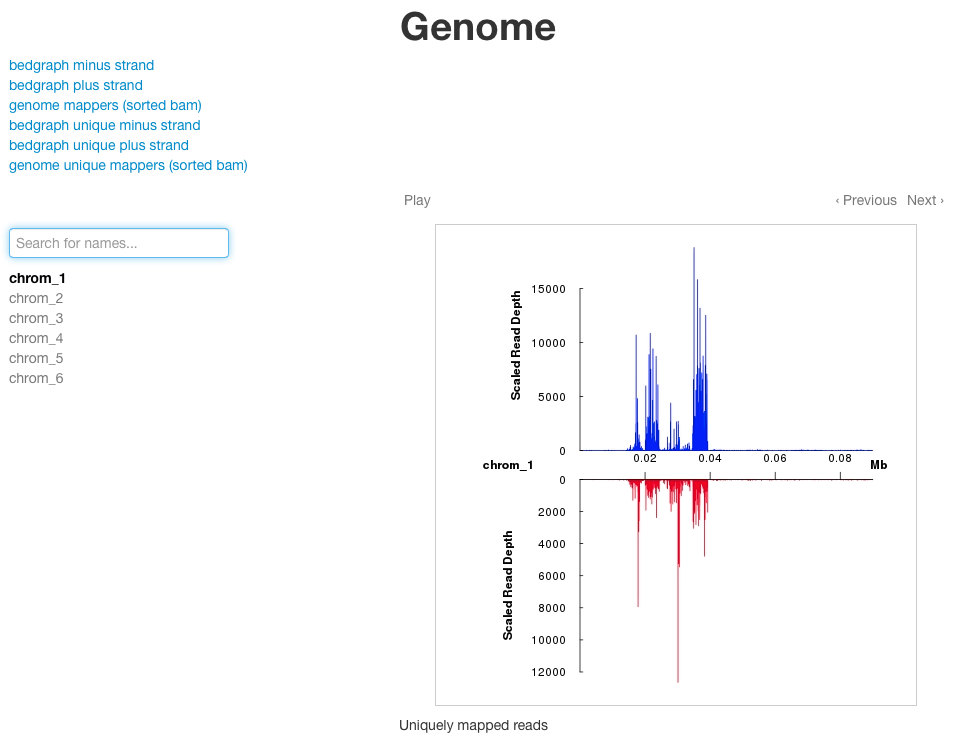 Genome
bedgraph minus strand
bedgraph plus strand
genome mappers (sorted bam)
bedgraph unique minus strand
bedgraph unique plus strand
genome unique mappers (sorted bam)
Play
‹ Previous Next ›
Search for names...
chrom_1
chrom_2
chrom_3
chrom_4
chrom_5
chrom_6
Scaled Read Depth
15000
10000
5000
0
0.02 0.04 0.06 0.08
chrom_1 Mb
0
2000
4000
6000
8000
10000
12000
Scaled Read Depth
Uniquely mapped reads